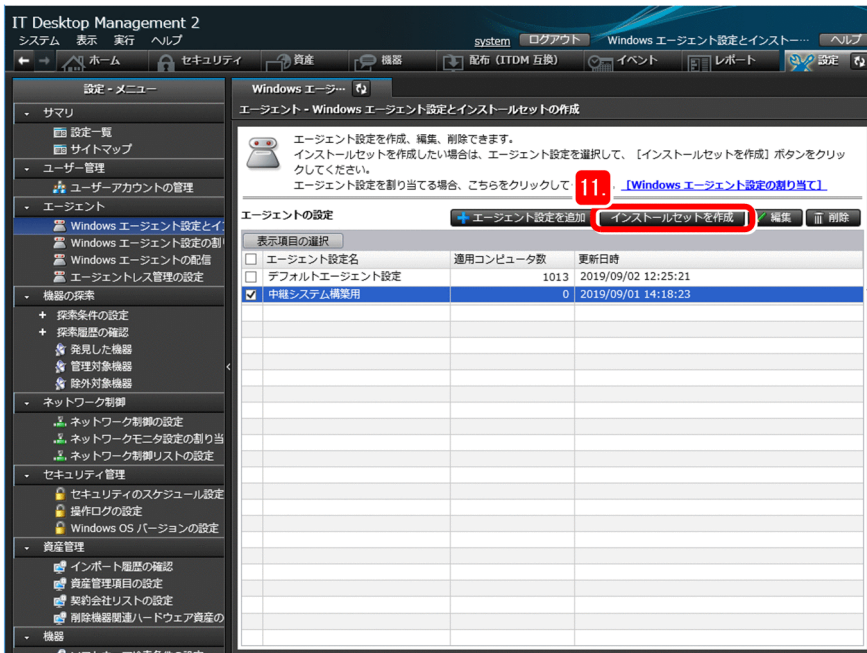 IT Desktop Management 2
システム 表示 実行 ヘルプ
system ログアウト Windows エージェント設定とインストー… ヘルプ
ホーム セキュリティ 資産 機器 配布 (ITDM 互換) イベント レポート 設定
設定 - メニュー
サマリ
設定一覧
サイトマップ
ユーザー管理
ユーザーアカウントの管理
エージェント
Windows エージェント設定とイ
Windows エージェント設定の割
Windows エージェントの配信
エージェントレス管理の設定
機器の探索
探索条件の設定
探索履歴の確認
発見した機器
管理対象機器
除外対象機器
ネットワーク制御
ネットワーク制御の設定
ネットワークモニタ設定の割り当
ネットワーク制御リストの設定
セキュリティ管理
セキュリティのスケジュール設定
操作ログの設定
Windows OS バージョンの設定
資産管理
インポート履歴の確認
資産管理項目の設定
契約会社リストの設定
削除機器関連ハードウェア資産の
機器
Windows エージ…
エージェント - Windows エージェント設定とインストールセットの作成
エージェント設定を作成、編集、削除できます。
インストールセットを作成したい場合は、エージェント設定を選択して、［インストールセットを作成］ボタンをクリッ
クしてください。
エージェント設定を割り当てる場合、こちらをクリックして [Windows エージェント設定の割り当て]
11.
エージェントの設定 エージェント設定を追加 インストールセットを作成 編集 削除
表示項目の選択
エージェント設定名 適用コンピュータ数 更新日時
デフォルトエージェント設定 1013 2019/09/02 12:25:21
中継システム構築用 0 2019/09/01 14:18:23